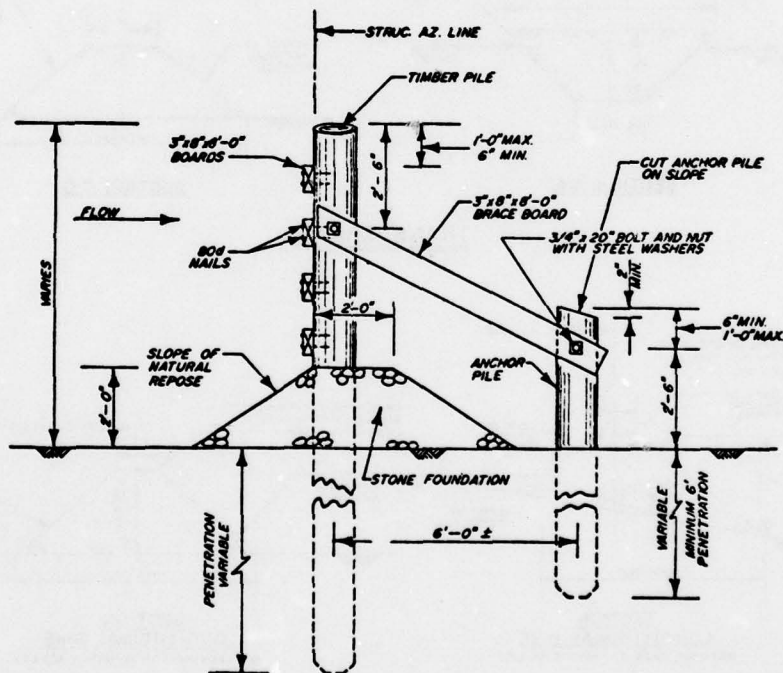 STRUC. AZ. LINE
TIMBER PILE
3"x8"x6'-0"
BOARDS
1'-0" MAX.
6" MIN.
2'-6"
CUT ANCHOR PILE
ON SLOPE
FLOW
3"x8"x8'-0"
BRACE BOARD
80d
NAILS
3/4"x 20" BOLT AND NUT
WITH STEEL WASHERS
2"
MIN.
VARIES
2'-0"
6" MIN.
1'-0" MAX.
SLOPE OF
NATURAL
REPOSE
ANCHOR
PILE
2'-0"
2'-6"
STONE FOUNDATION
PENETRATION
VARIABLE
6'-0" ±
VARIABLE
MINIMUM 6'
PENETRATION